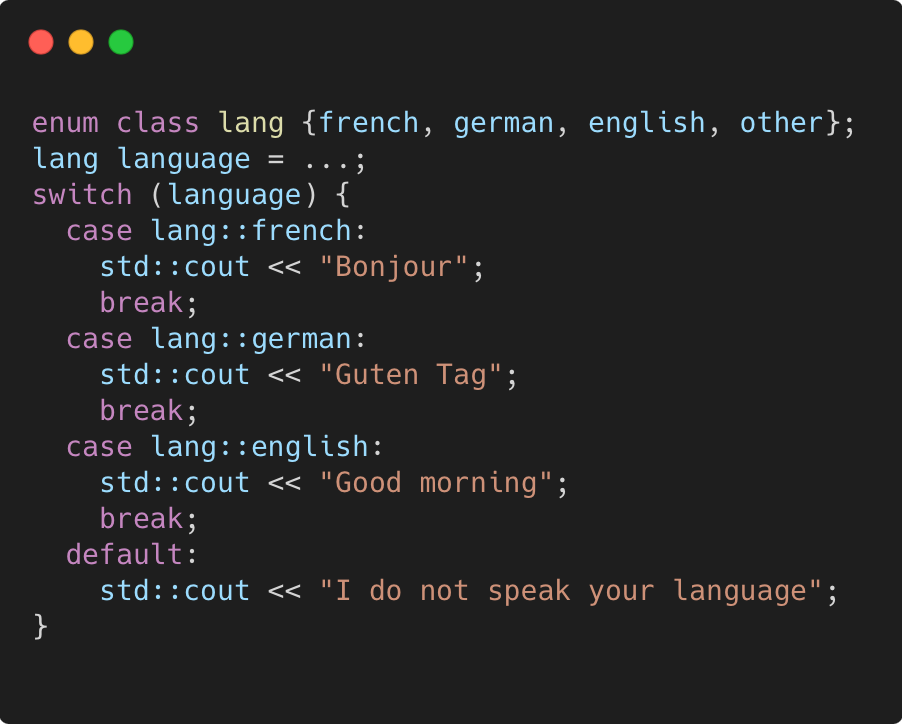 enum class lang {french, german, english, other};
lang language = ...;
switch (language) {
  case lang::french:
    std::cout << "Bonjour";
    break;
  case lang::german:
    std::cout << "Guten Tag";
    break;
  case lang::english:
    std::cout << "Good morning";
    break;
  default:
    std::cout << "I do not speak your language";
}